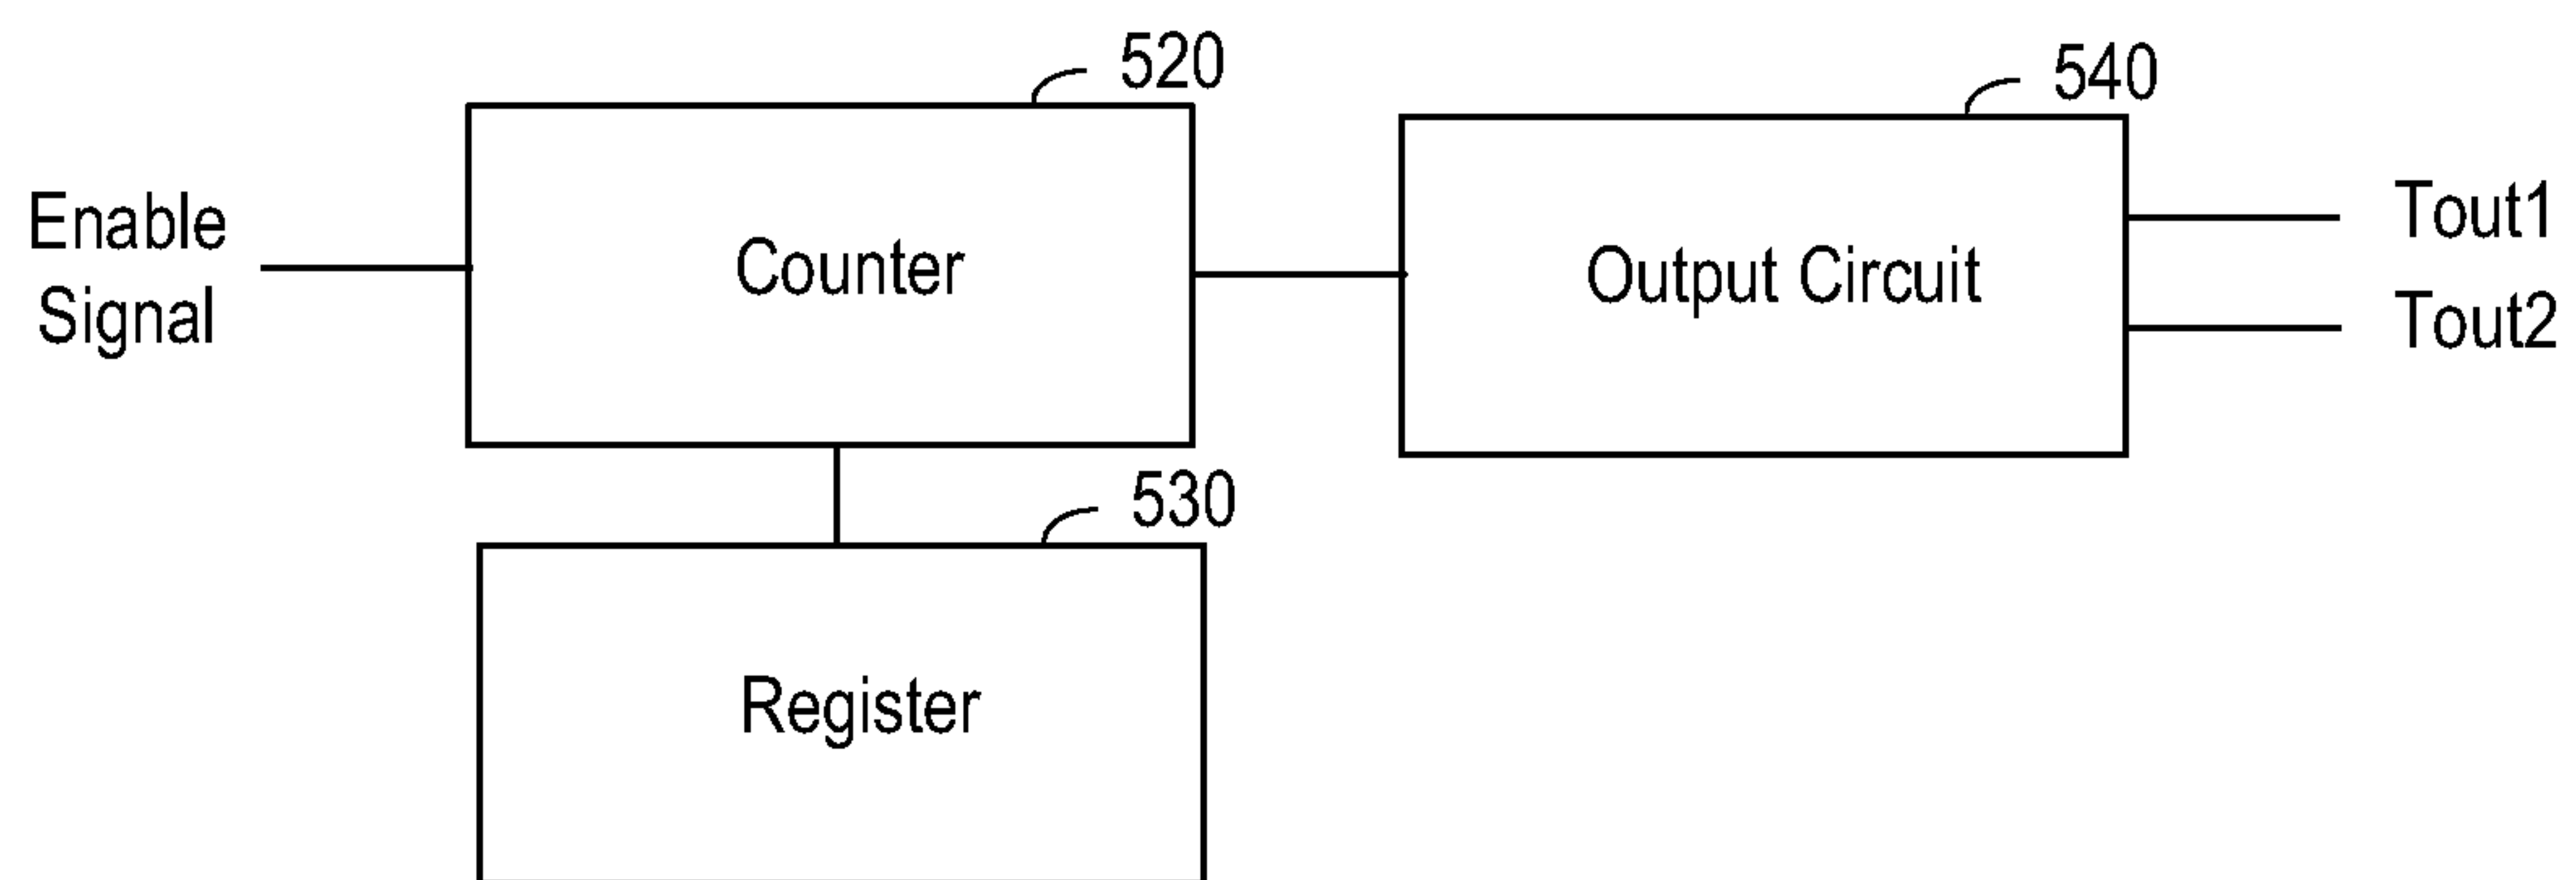 520
540
Enable
Signal
Counter
Output Circuit
Tout1
Tout2
530
Register